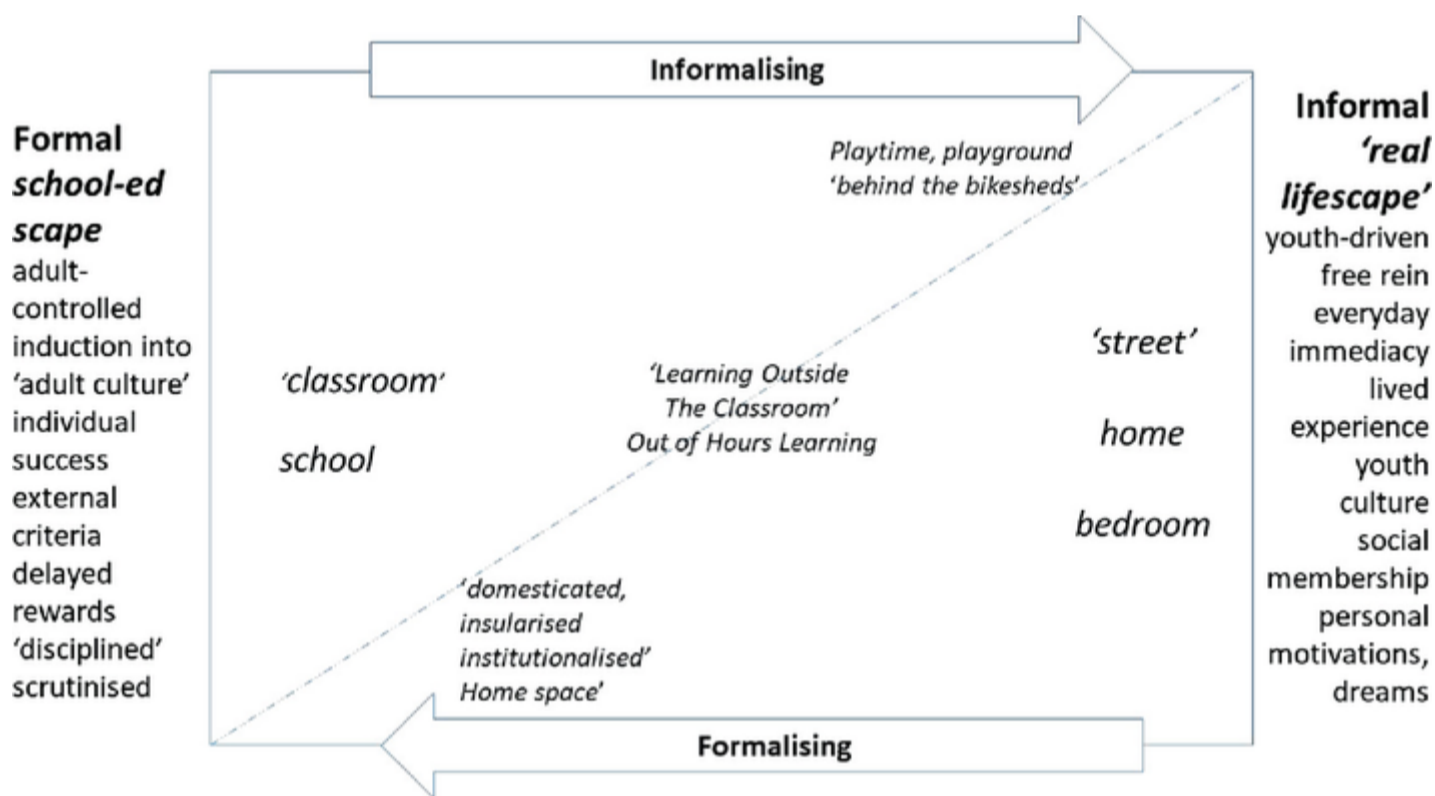 Informalising
Formal
school-ed
scape
adult-
controlled
induction into
‘adult culture’
individual
success
external
criteria
delayed
rewards
‘disciplined’
scrutinised
Playtime, playground
‘behind the bikesheds’
‘classroom’
school
‘Learning Outside
The Classroom’
Out of Hours Learning
‘street’
home
bedroom
‘domesticated,
insularised
institutionalised’
Home space’
Informal
‘real
lifescape’
youth-driven
free rein
everyday
immediacy
lived
experience
youth
culture
social
membership
personal
motivations,
dreams
Formalising